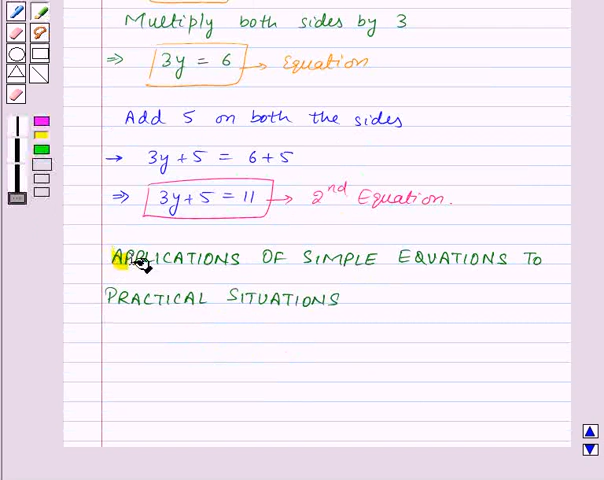 Multiply both sides by 3
⇒ 3y = 6 → Equation
Add 5 on both the sides
→ 3y + 5 = 6 + 5
⇒ 3y + 5 = 11 → 2nd Equation.
APPLICATIONS OF SIMPLE EQUATIONS TO
PRACTICAL SITUATIONS